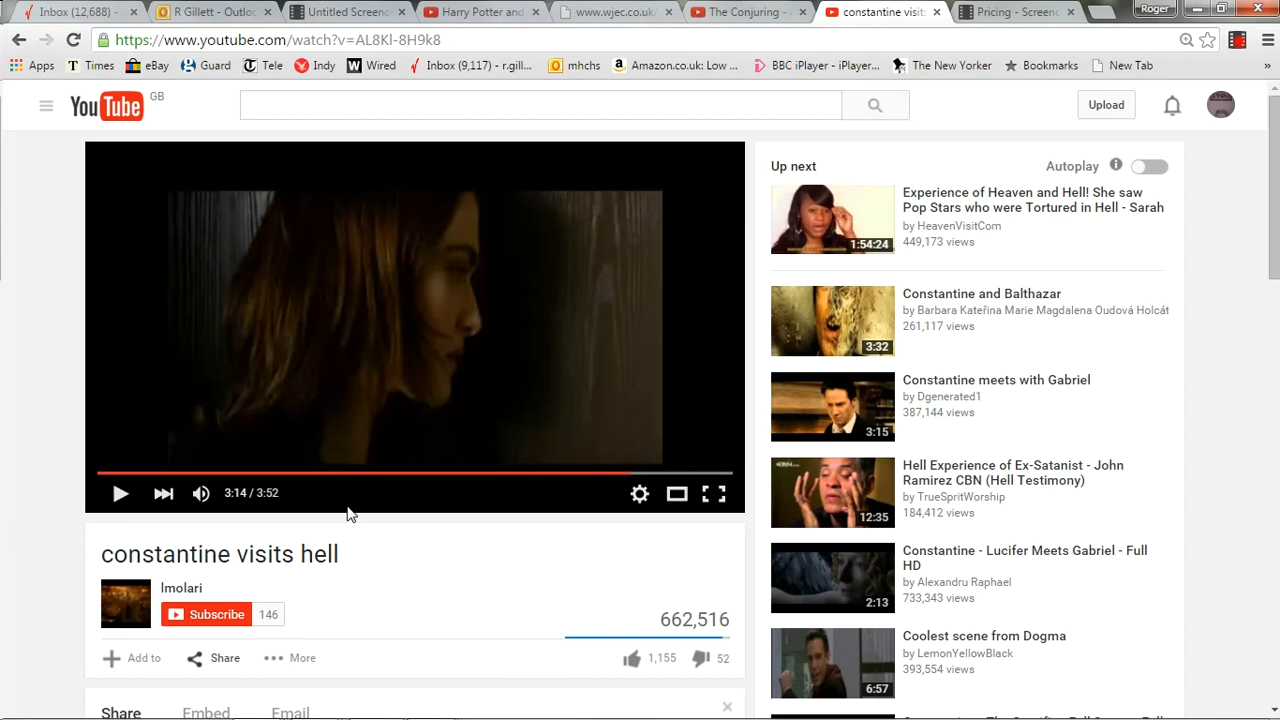 Inbox (12,688) -
R Gillett - Outloo
Untitled Screenc
Harry Potter and
www.wjec.co.uk/
The Conjuring -
constantine visit
Pricing - Screenc
Roger
https://www.youtube.com/watch?v=AL8Kl-8H9k8
Apps
Times
eBay
Guard
Tele
Indy
Wired
Inbox (9,117) - r.gill...
mhchs
Amazon.co.uk: Low ...
BBC iPlayer - iPlaye...
The New Yorker
Bookmarks
New Tab
»
YouTube GB
Upload
3:14 / 3:52
constantine visits hell
lmolari
Subscribe 146
662,516
Add to
Share
More
1,155
52
Share
Embed
Email
Up next
Autoplay
Experience of Heaven and Hell! She saw
Pop Stars who were Tortured in Hell - Sarah
by HeavenVisitCom
449,173 views
1:54:24
Constantine and Balthazar
by Barbara Kateřina Marie Magdalena Oudová Holcát
261,117 views
3:32
Constantine meets with Gabriel
by Dgenerated1
387,144 views
3:15
Hell Experience of Ex-Satanist - John
Ramirez CBN (Hell Testimony)
by TrueSpritWorship
184,412 views
12:35
Constantine - Lucifer Meets Gabriel - Full
HD
by Alexandru Raphael
733,343 views
2:13
Coolest scene from Dogma
by LemonYellowBlack
393,554 views
6:57